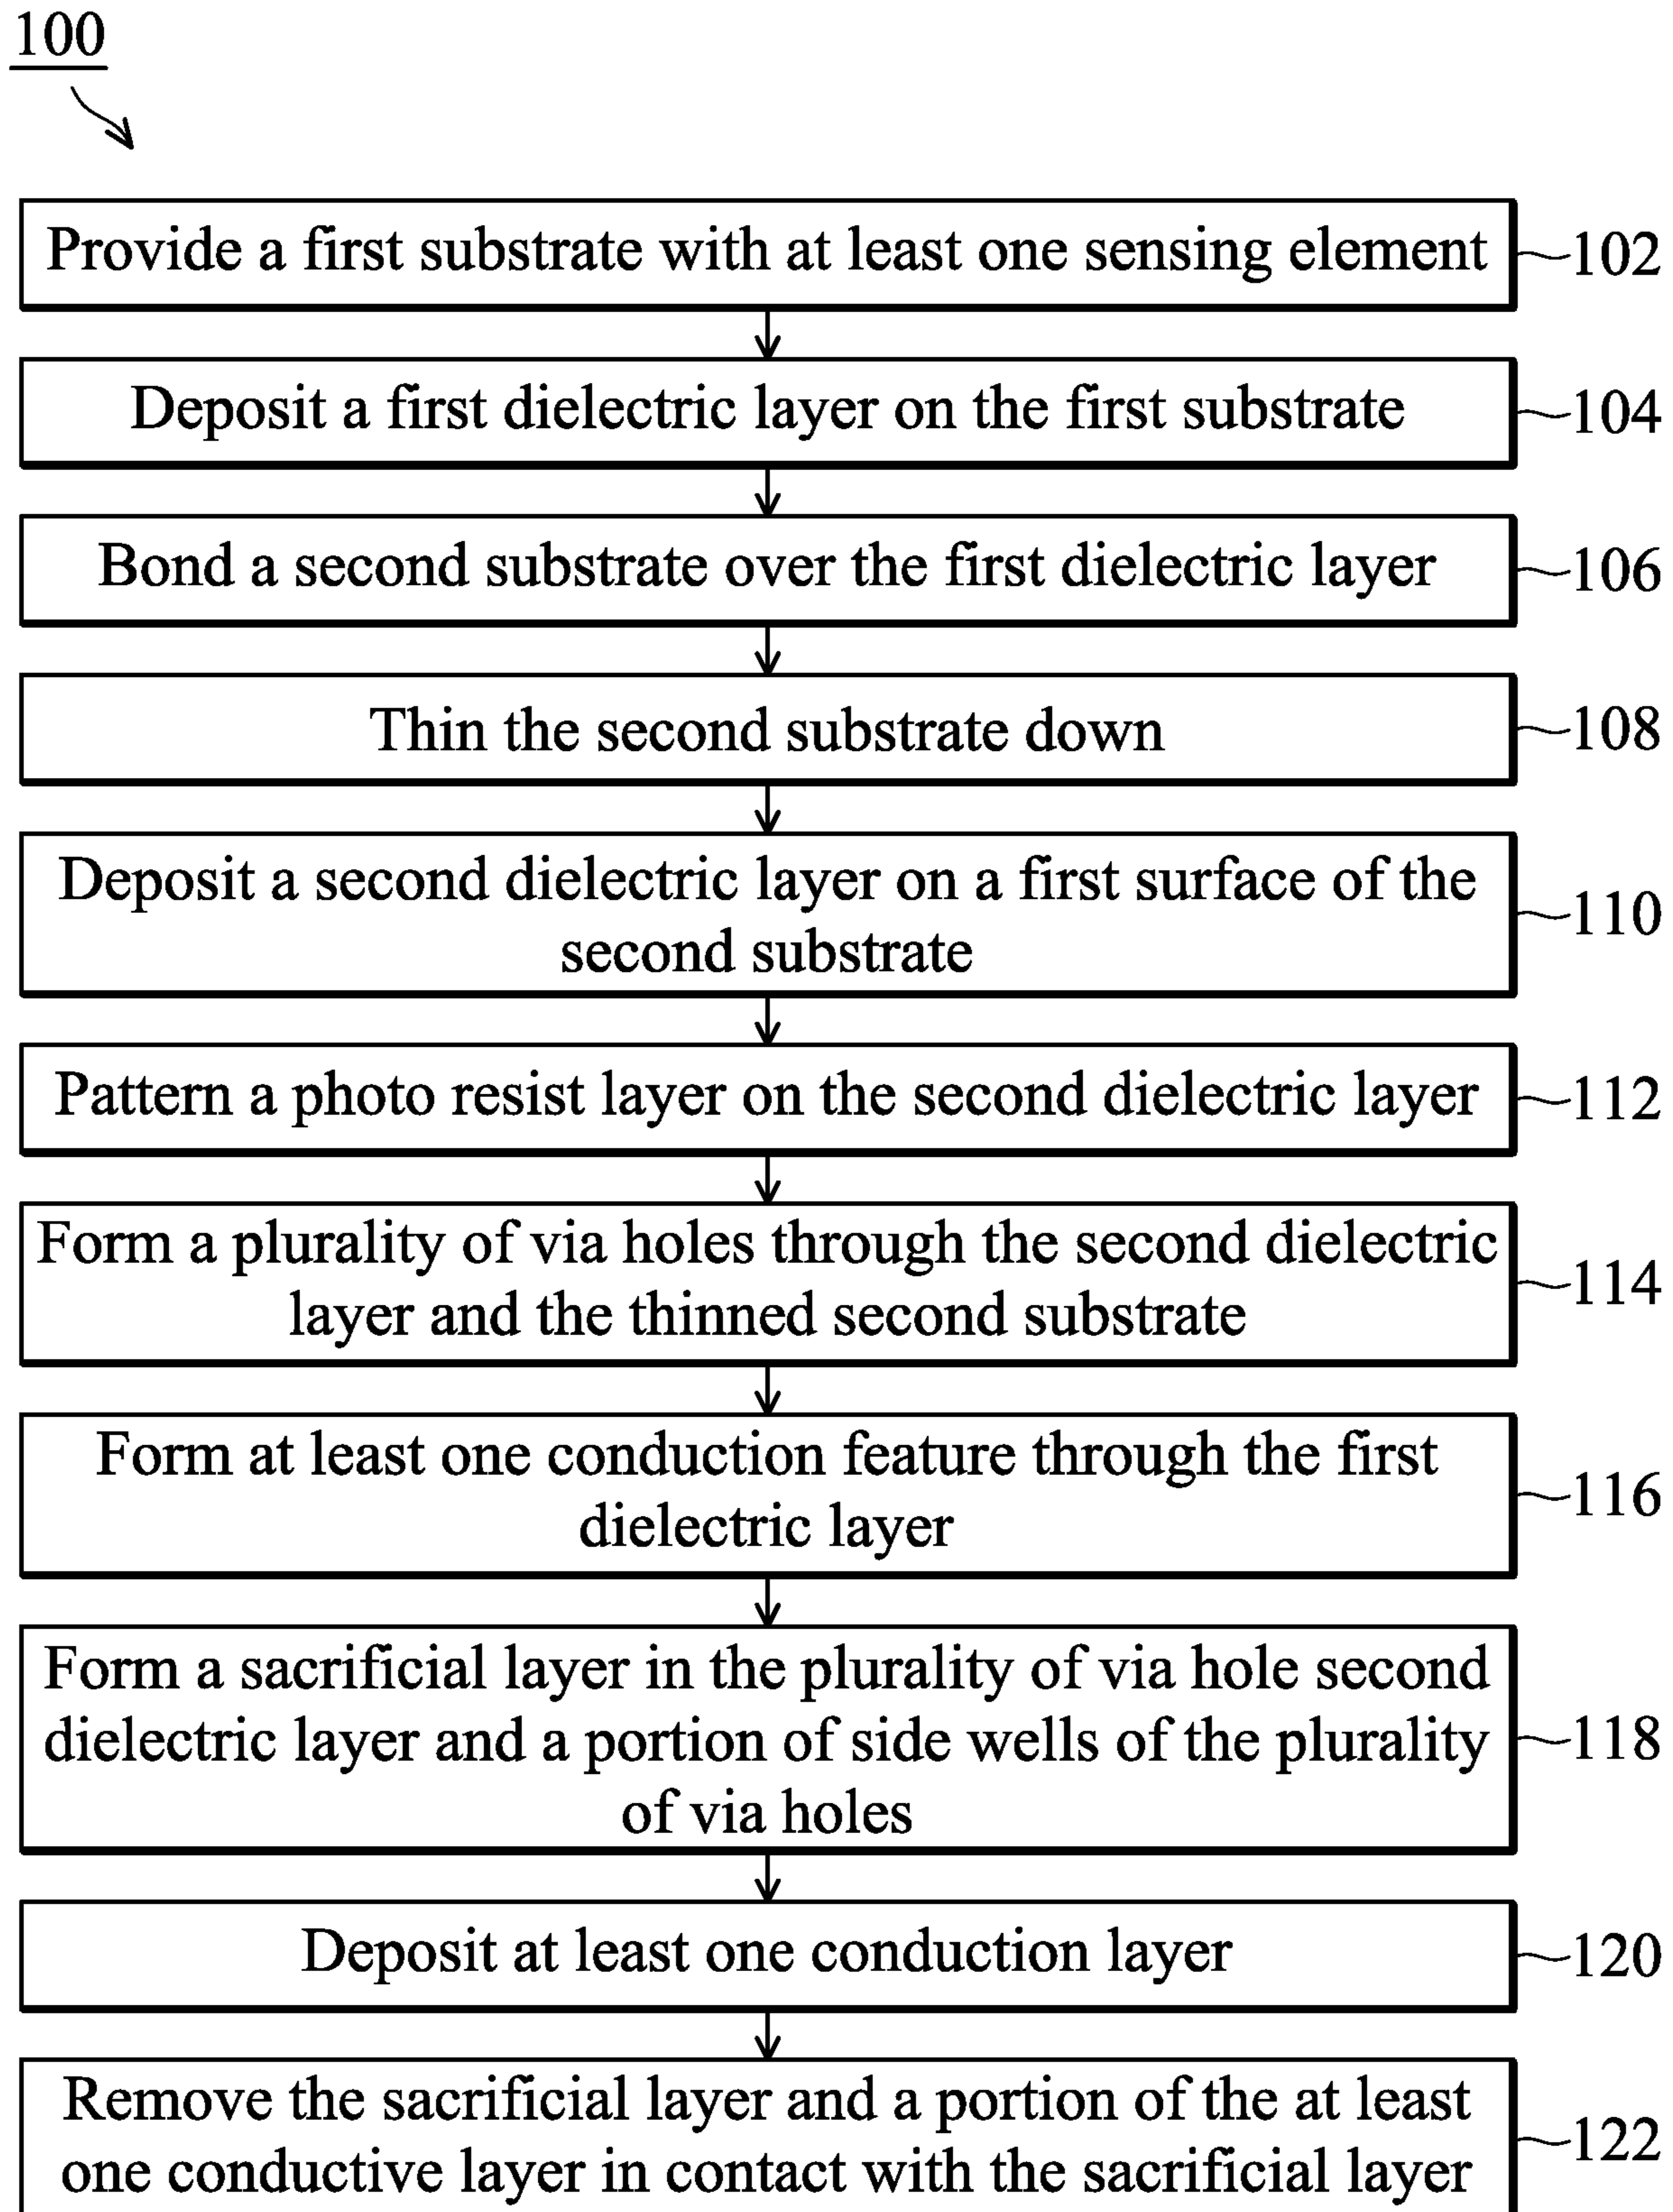 100
Provide a first substrate with at least one sensing element
102
Deposit a first dielectric layer on the first substrate
104
Bond a second substrate over the first dielectric layer
106
Thin the second substrate down
108
Deposit a second dielectric layer on a first surface of the
second substrate
110
Pattern a photo resist layer on the second dielectric layer
112
Form a plurality of via holes through the second dielectric
layer and the thinned second substrate
114
Form at least one conduction feature through the first
dielectric layer
116
Form a sacrificial layer in the plurality of via hole second
dielectric layer and a portion of side wells of the plurality
of via holes
118
Deposit at least one conduction layer
120
Remove the sacrificial layer and a portion of the at least
one conductive layer in contact with the sacrificial layer
122